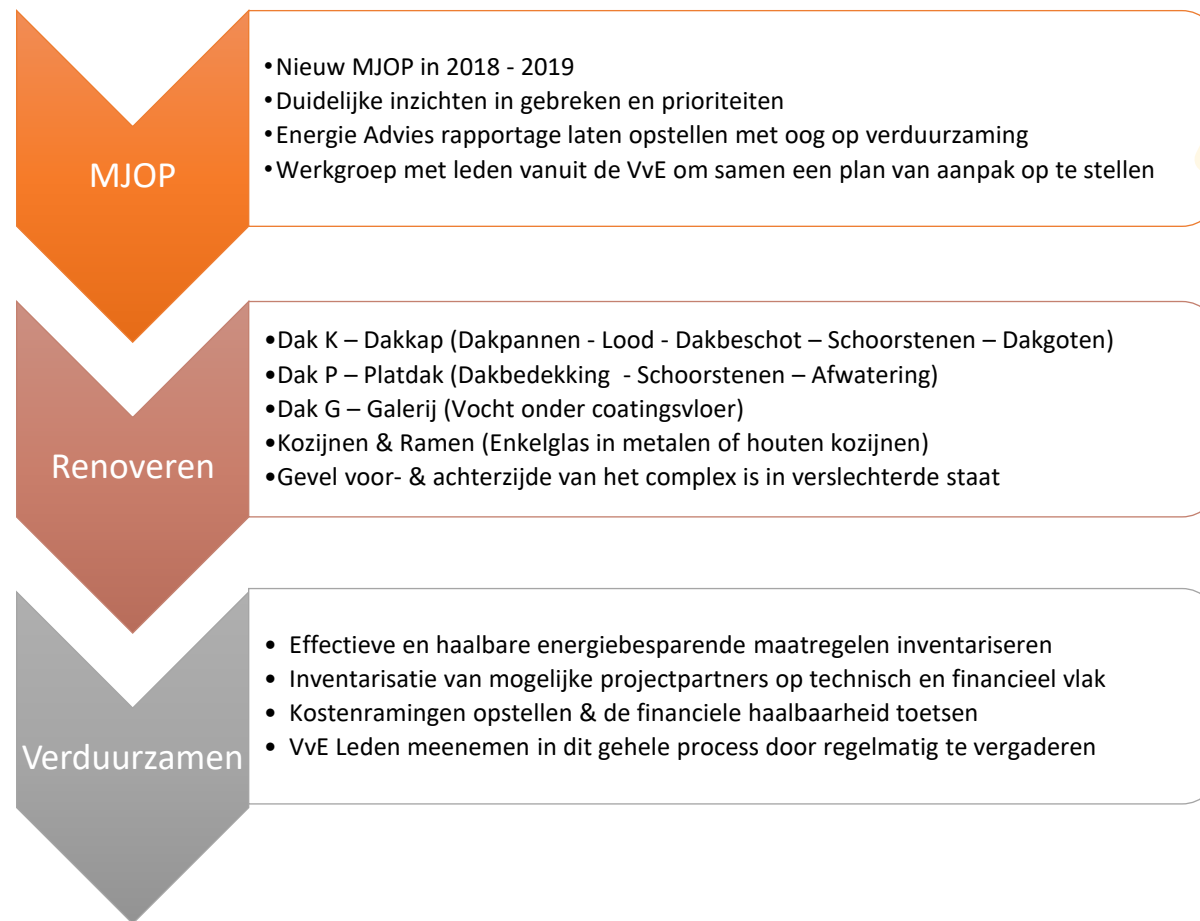 MJOP
•Nieuw MJOP in 2018 - 2019
•Duidelijke inzichten in gebreken en prioriteiten
•Energie Advies rapportage laten opstellen met oog op verduurzaming
•Werkgroep met leden vanuit de VvE om samen een plan van aanpak op te stellen
Renoveren
•Dak K – Dakkap (Dakpannen - Lood - Dakbeschot – Schoorstenen – Dakgoten)
•Dak P – Platdak (Dakbedekking - Schoorstenen – Afwatering)
•Dak G – Galerij (Vocht onder coatingsvloer)
•Kozijnen & Ramen (Enkelglas in metalen of houten kozijnen)
•Gevel voor- & achterzijde van het complex is in verslechterde staat
Verduurzamen
• Effectieve en haalbare energiebesparende maatregelen inventariseren
• Inventarisatie van mogelijke projectpartners op technisch en financieel vlak
• Kostenramingen opstellen & de financiele haalbaarheid toetsen
• VvE Leden meenemen in dit gehele process door regelmatig te vergaderen